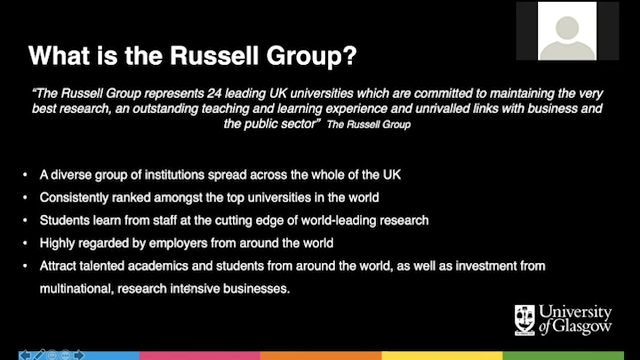 What is the Russell Group?
“The Russell Group represents 24 leading UK universities which are committed to maintaining the very
best research, an outstanding teaching and learning experience and unrivalled links with business and
the public sector” The Russell Group
• A diverse group of institutions spread across the whole of the UK
• Consistently ranked amongst the top universities in the world
• Students learn from staff at the cutting edge of world-leading research
• Highly regarded by employers from around the world
• Attract talented academics and students from around the world, as well as investment from
multinational, research intensive businesses.
University
of Glasgow